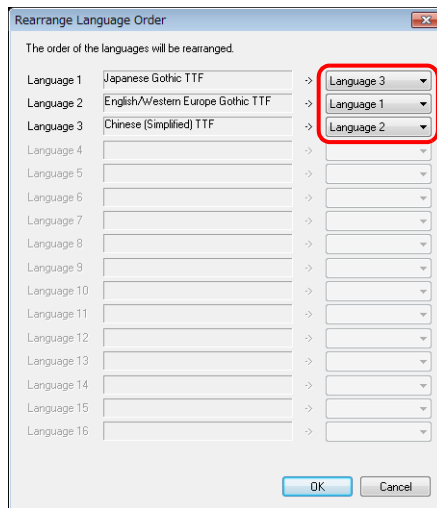 Rearrange Language Order
The order of the languages will be rearranged.
Language 1 Japanese Gothic TTF -> Language 3
Language 2 English/Western Europe Gothic TTF -> Language 1
Language 3 Chinese (Simplified) TTF -> Language 2
Language 4 ->
Language 5 ->
Language 6 ->
Language 7 ->
Language 8 ->
Language 9 ->
Language 10 ->
Language 11 ->
Language 12 ->
Language 13 ->
Language 14 ->
Language 15 ->
Language 16 ->
OK Cancel